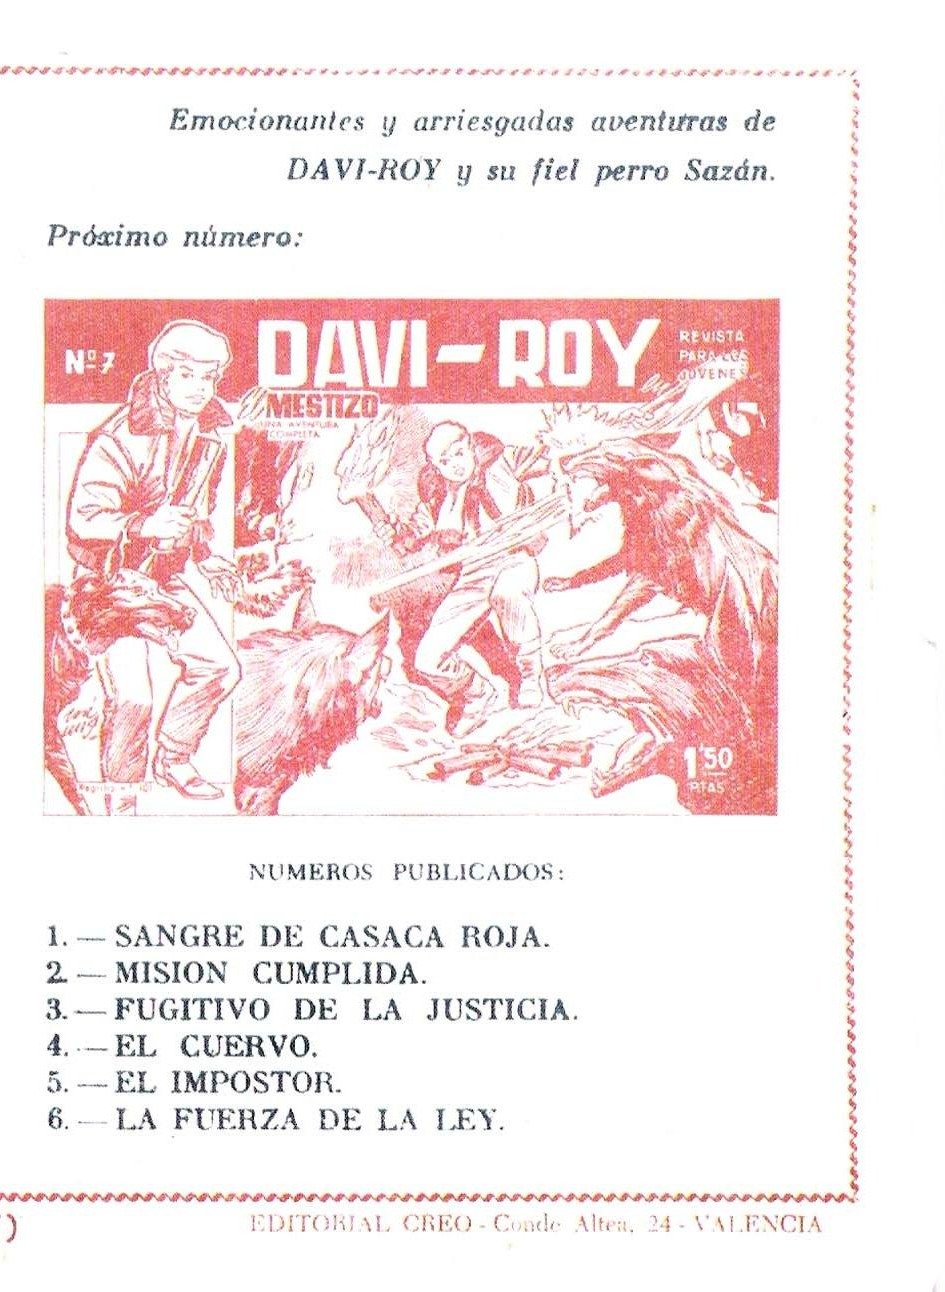 Emocionantes y arriesgadas aventuras de
DAVI-ROY y su fiel perro Sazán.
Próximo número:
Nº 7
DAVI-ROY
REVISTA
PARA LOS
JOVENES
MESTIZO
UNA AVENTURA
COMPLETA
1'50
PTAS
NUMEROS PUBLICADOS:
1. — SANGRE DE CASACA ROJA.
2. — MISION CUMPLIDA.
3. — FUGITIVO DE LA JUSTICIA.
4. — EL CUERVO.
5. — EL IMPOSTOR.
6. — LA FUERZA DE LA LEY.
)
EDITORIAL CREO - Conde Altea, 24 - VALENCIA